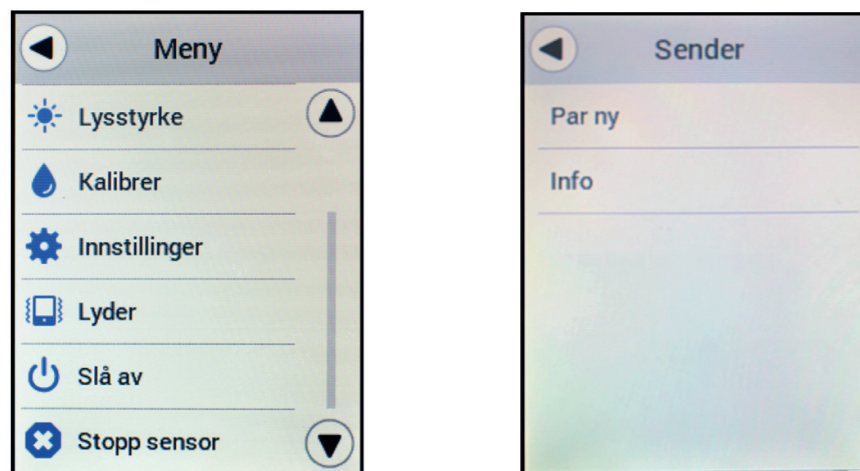 Meny
Lysstyrke
Kalibrer
Innstillinger
Lyder
Slå av
Stopp sensor
Sender
Par ny
Info